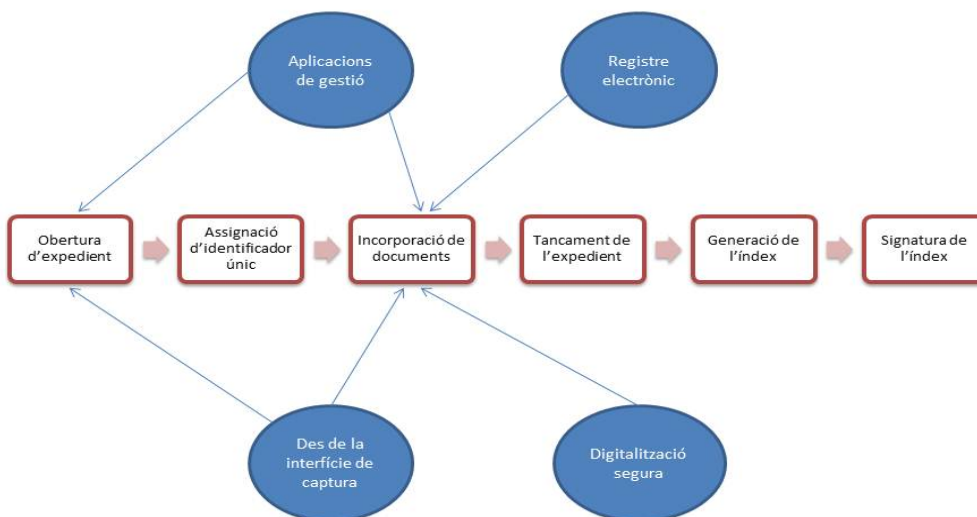 Aplicacions
de gestió
Registre
electrònic
Obertura
d'expedient
Assignació
d'identificador
únic
Incorporació de
documents
Tancament de
l'expedient
Generació de
l'índex
Signatura de
l'índex
Des de la
interfície de
captura
Digitalització
segura